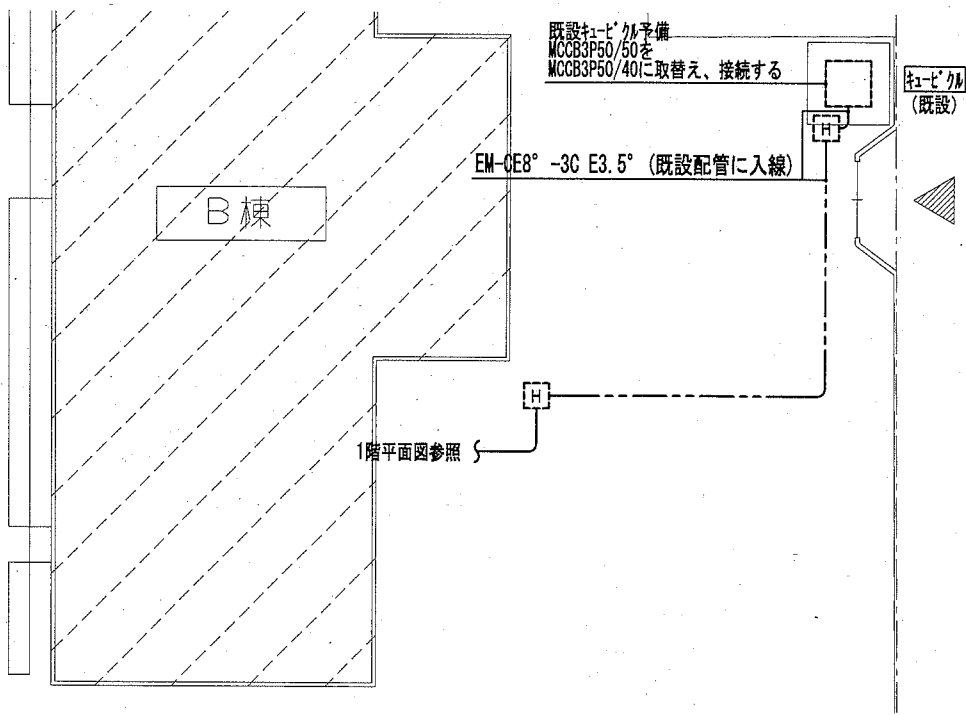 既設キュービクル予備
MCCB3P50/50を
MCCB3P50/40に取替え、接続する
キュービクル
(既設)
H
EM-CE8° -3C E3.5° (既設配管に入線)
B棟
H
1階平面図参照